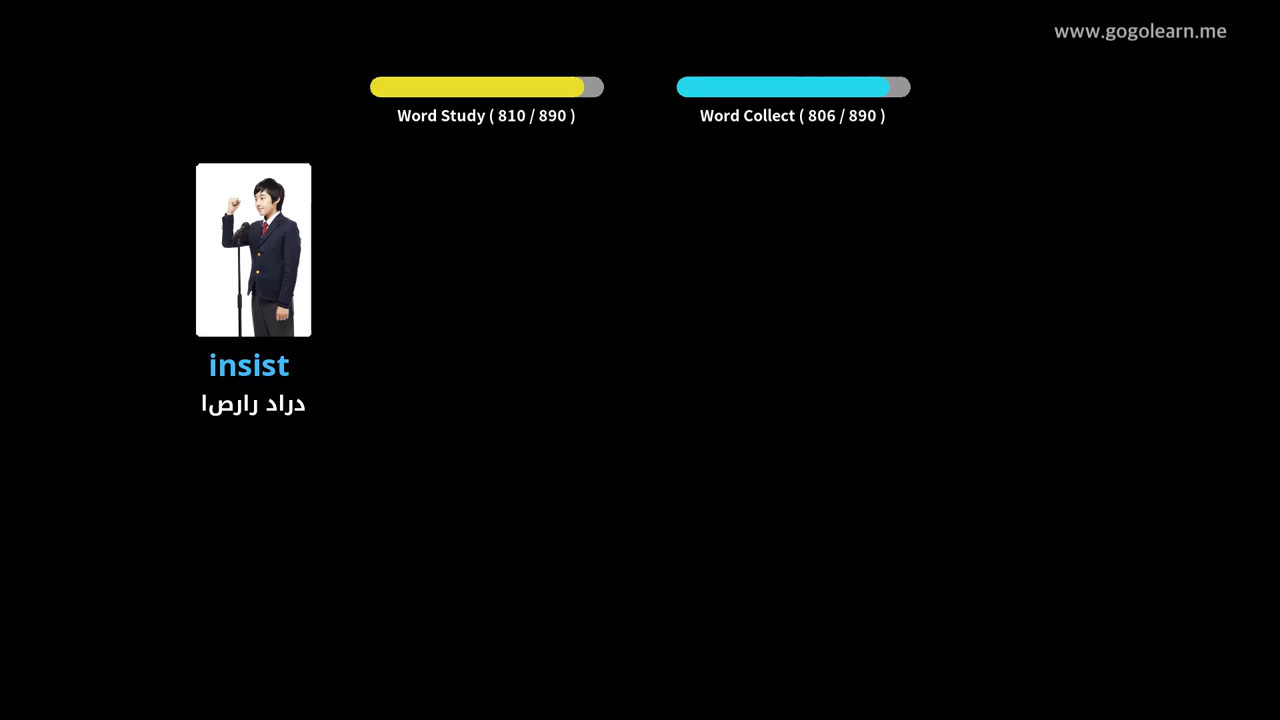 www.gogolearn.me
Word Study ( 810 / 890 )
Word Collect ( 806 / 890 )
insist
دراد رارصا